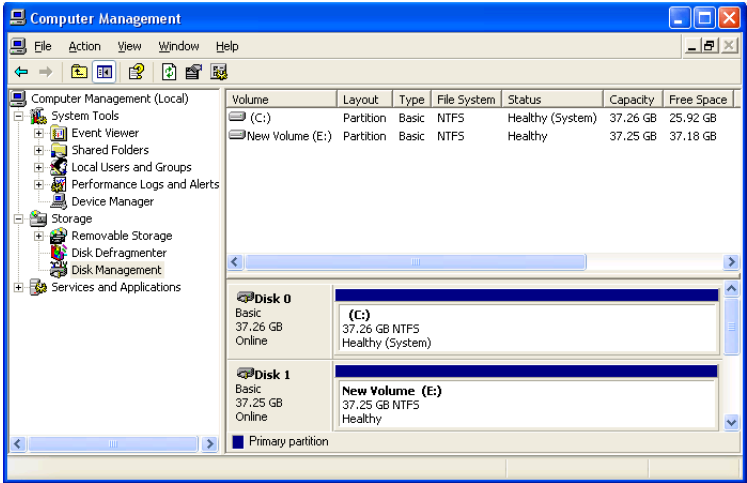 Computer Management
File Action View Window Help
Computer Management (Local)
System Tools
Event Viewer
Shared Folders
Local Users and Groups
Performance Logs and Alerts
Device Manager
Storage
Removable Storage
Disk Defragmenter
Disk Management
Services and Applications
Volume Layout Type File System Status Capacity Free Space
(C:) Partition Basic NTFS Healthy (System) 37.26 GB 25.92 GB
New Volume (E:) Partition Basic NTFS Healthy 37.25 GB 37.18 GB
Disk 0
Basic
37.26 GB
Online
(C:)
37.26 GB NTFS
Healthy (System)
Disk 1
Basic
37.25 GB
Online
New Volume (E:)
37.25 GB NTFS
Healthy
Primary partition